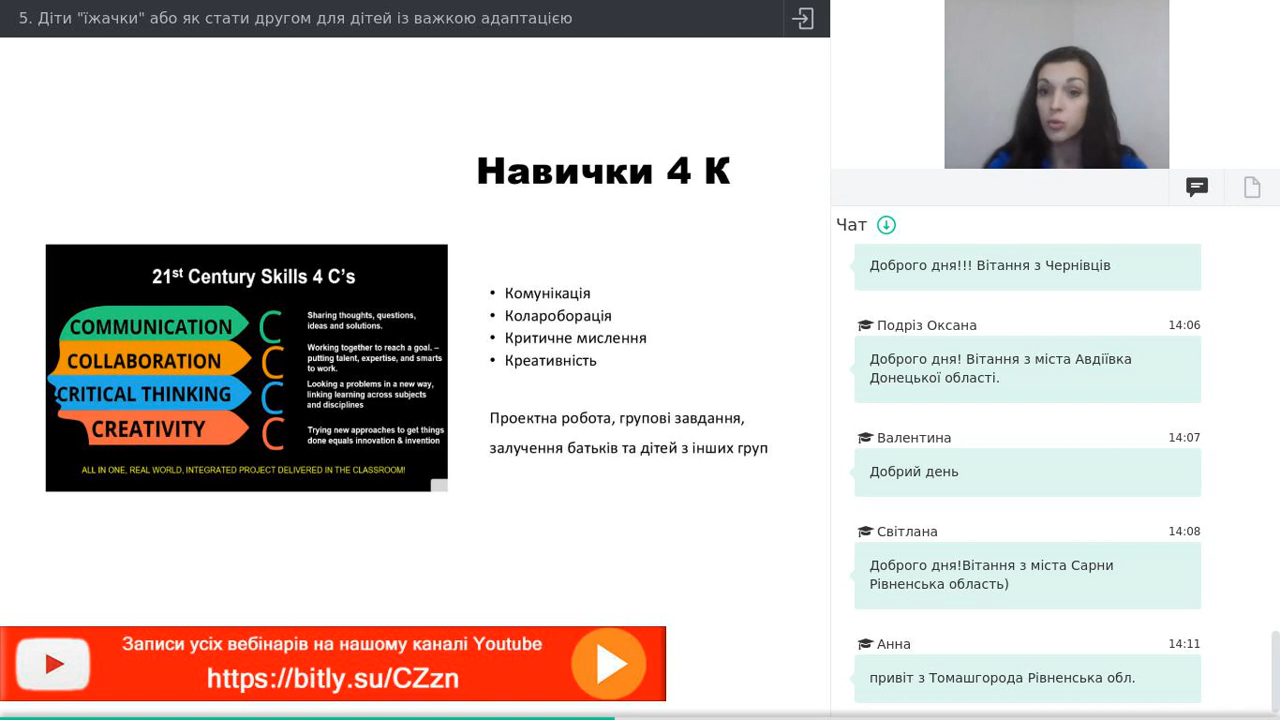 5. Діти "їжачки" або як стати другом для дітей із важкою адаптацією
Навички 4 К
21st Century Skills 4 C's
COMMUNICATION
C
Sharing thoughts, questions,
ideas and solutions.
COLLABORATION
C
Working together to reach a goal. –
putting talent, expertise, and smarts
to work.
CRITICAL THINKING
C
Looking a problems in a new way,
linking learning across subjects
and disciplines
CREATIVITY
C
Trying new approaches to get things
done equals innovation & invention
ALL IN ONE, REAL WORLD, INTEGRATED PROJECT DELIVERED IN THE CLASSROOM!
• Комунікація
• Колароборація
• Критичне мислення
• Креативність
Проектна робота, групові завдання,
залучення батьків та дітей з інших груп
Записи усіх вебінарів на нашому каналі Youtube
https://bitly.su/CZzn
Чат
Доброго дня!!! Вітання з Чернівців
Подріз Оксана 14:06
Доброго дня! Вітання з міста Авдіївка
Донецької області.
Валентина 14:07
Добрий день
Світлана 14:08
Доброго дня!Вітання з міста Сарни
Рівненська область)
Анна 14:11
привіт з Томашгорода Рівненська обл.